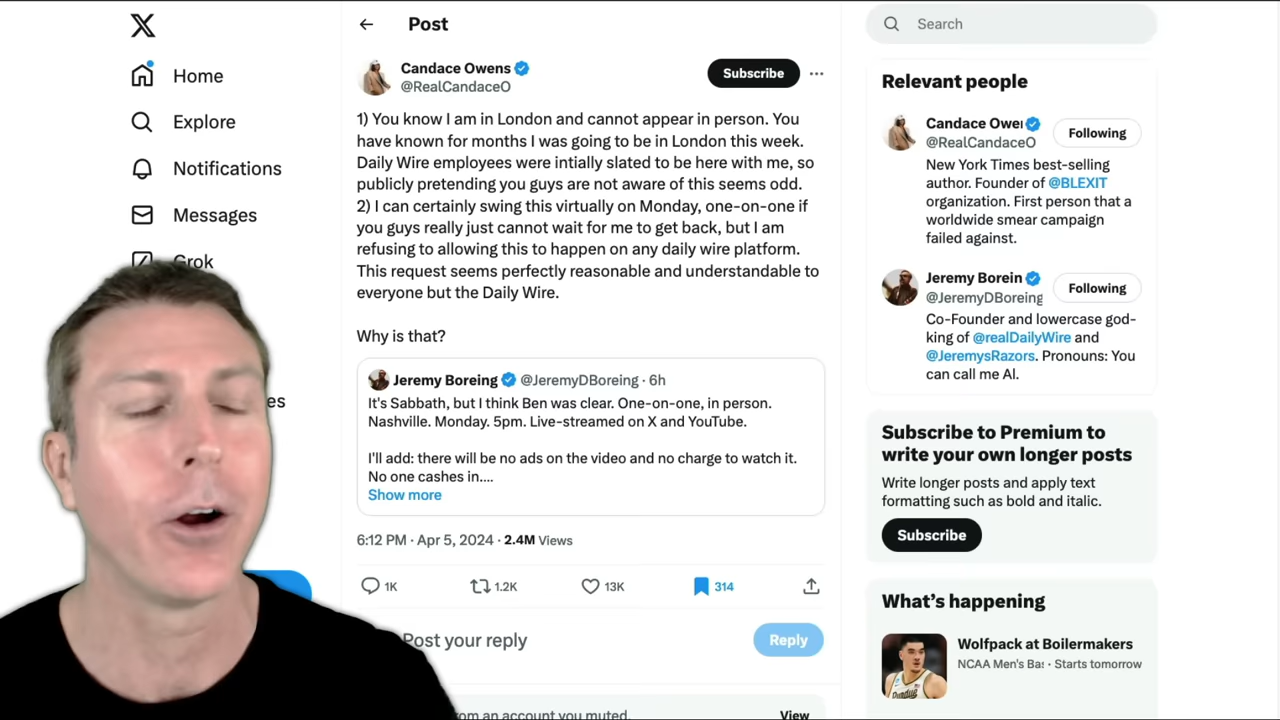 Post
Search
Home
Explore
Notifications
Messages
Grok
es
Candace Owens
@RealCandaceO
Subscribe
1) You know I am in London and cannot appear in person. You
have known for months I was going to be in London this week.
Daily Wire employees were intially slated to be here with me, so
publicly pretending you guys are not aware of this seems odd.
2) I can certainly swing this virtually on Monday, one-on-one if
you guys really just cannot wait for me to get back, but I am
refusing to allowing this to happen on any daily wire platform.
This request seems perfectly reasonable and understandable to
everyone but the Daily Wire.
Why is that?
Jeremy Boreing @JeremyDBoreing · 6h
It's Sabbath, but I think Ben was clear. One-on-one, in person.
Nashville. Monday. 5pm. Live-streamed on X and YouTube.
I'll add: there will be no ads on the video and no charge to watch it.
No one cashes in....
Show more
6:12 PM · Apr 5, 2024 · 2.4M Views
1K 1.2K 13K 314
Post your reply
Reply
om an account you muted.
View
Relevant people
Candace Ower
@RealCandaceO
Following
New York Times best-selling
author. Founder of @BLEXIT
organization. First person that a
worldwide smear campaign
failed against.
Jeremy Borein
@JeremyDBoreing
Following
Co-Founder and lowercase god-
king of @realDailyWire and
@JeremysRazors. Pronouns: You
can call me Al.
Subscribe to Premium to
write your own longer posts
Write longer posts and apply text
formatting such as bold and italic.
Subscribe
What's happening
Wolfpack at Boilermakers
NCAA Men's Bas · Starts tomorrow